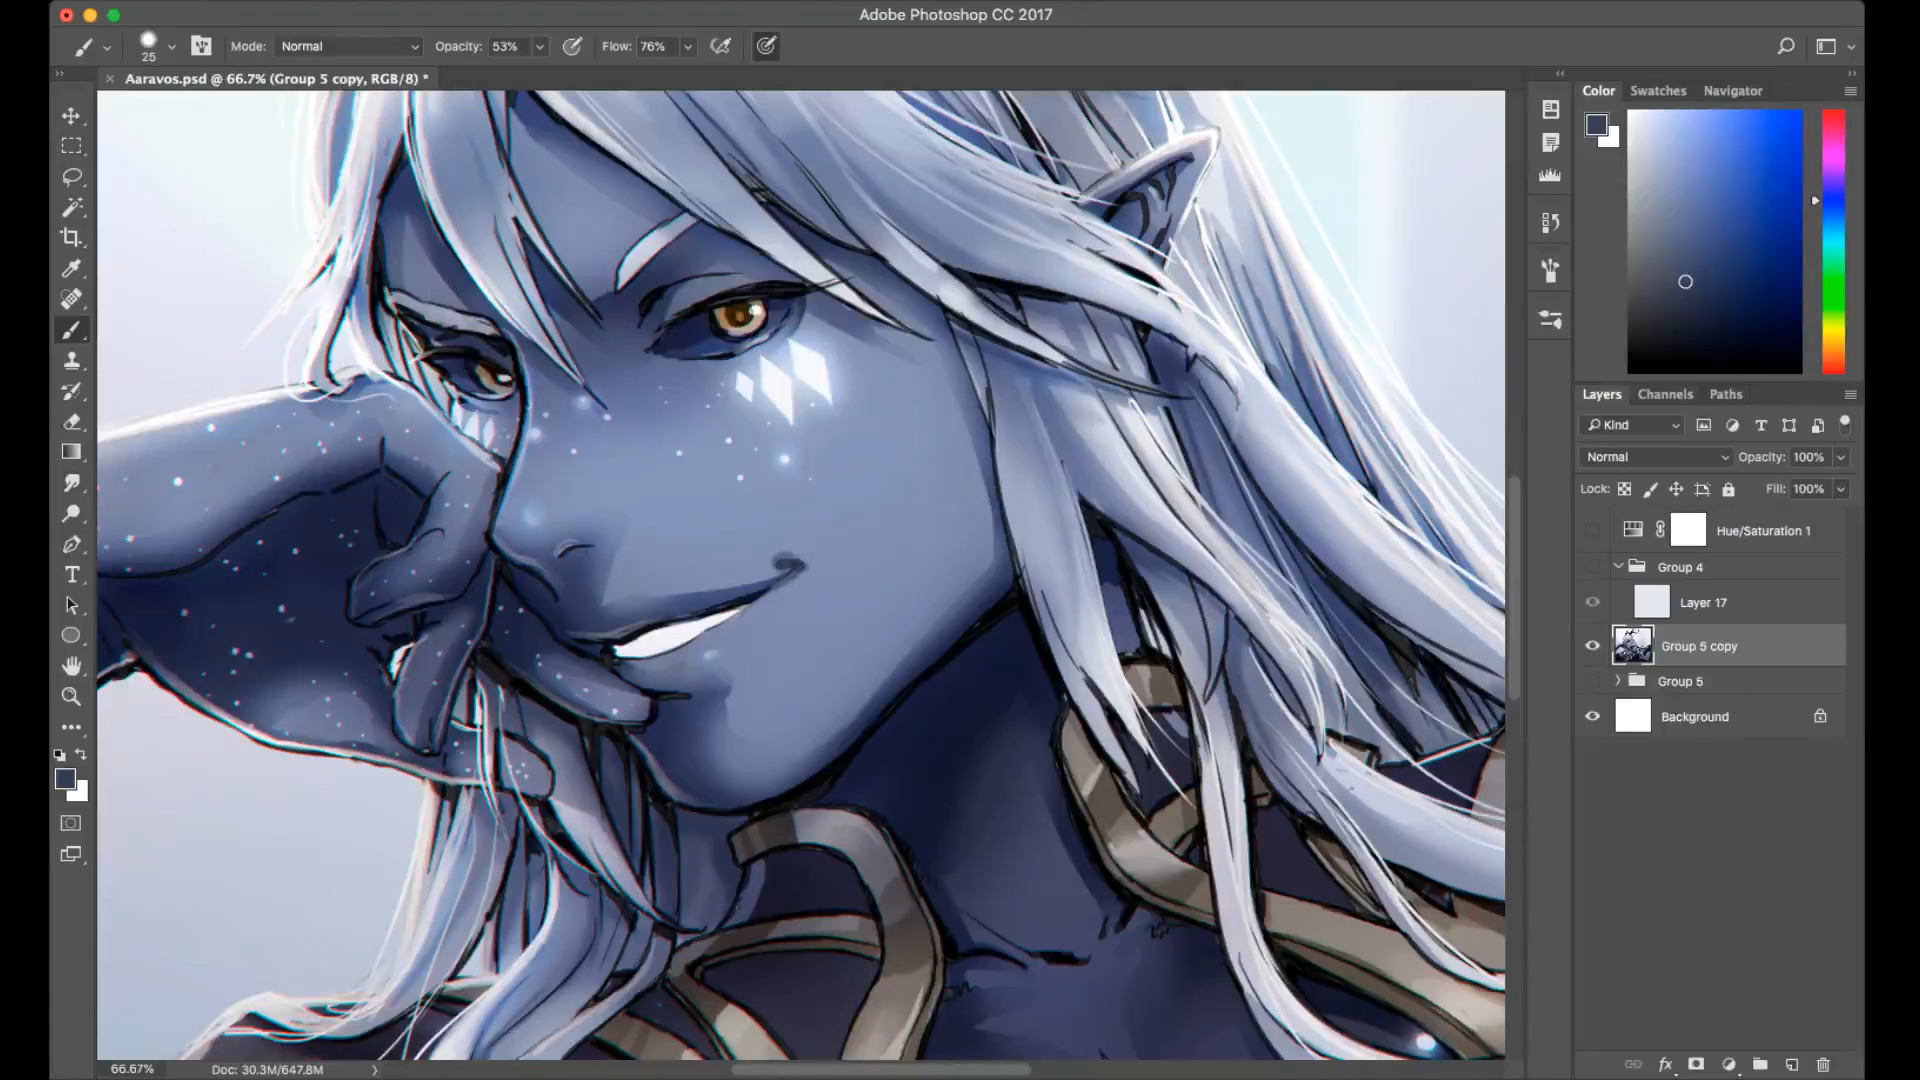 Adobe Photoshop CC 2017
25
Mode: Normal
Opacity: 53%
Flow: 76%
Aaravos.psd @ 66.7% (Group 5 copy, RGB/8) *
Color Swatches Navigator
Layers Channels Paths
Kind
Normal
Opacity: 100%
Lock:
Fill: 100%
Hue/Saturation 1
Group 4
Layer 17
Group 5 copy
Group 5
Background
fx
66.67%
Doc: 30.3M/647.8M